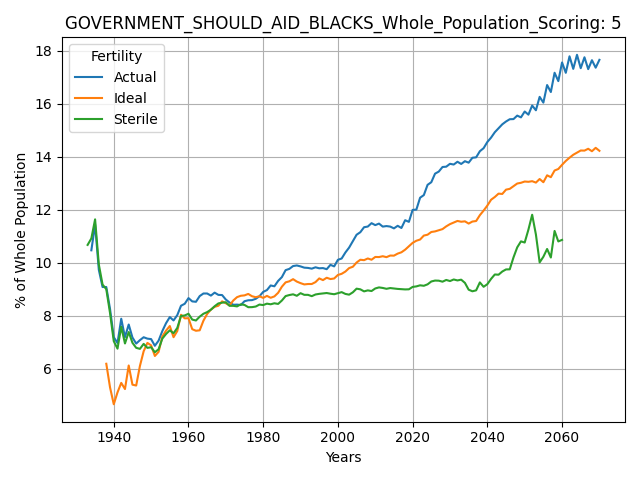 GOVERNMENT_SHOULD_AID_BLACKS_Whole_Population_Scoring: 5
Fertility
Actual
Ideal
Sterile
% of Whole Population
18
16
14
12
10
8
6
1940 1960 1980 2000 2020 2040 2060
Years